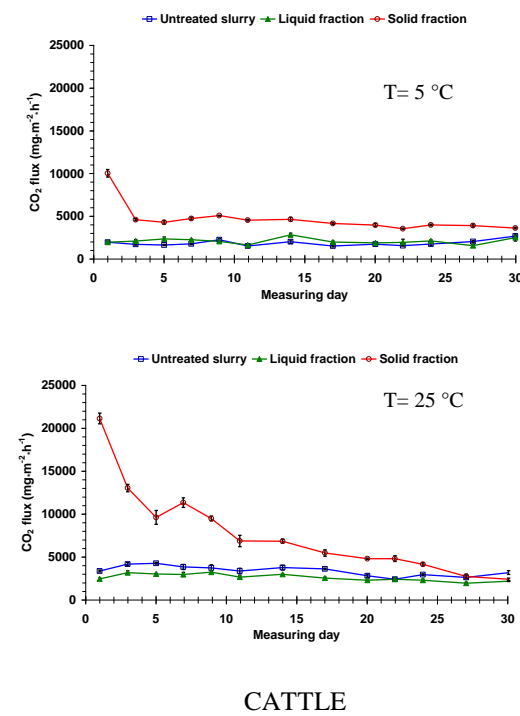 Untreated slurry Liquid fraction Solid fraction
25000
T= 5 °C
20000
15000
10000
5000
0
CO₂ flux (mg·m⁻²·h⁻¹)
0 5 10 15 20 25 30
Measuring day
Untreated slurry Liquid fraction Solid fraction
25000
T= 25 °C
20000
15000
10000
5000
0
CO₂ flux (mg·m⁻²·h⁻¹)
0 5 10 15 20 25 30
Measuring day
CATTLE